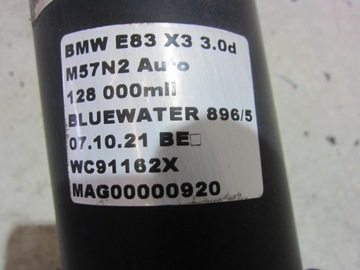 BMW E83 X3 3.0d
M57N2 Auto
128 000mil
BLUEWATER 896/5
07.10.21 BE□
WC91162X
MAG00000920